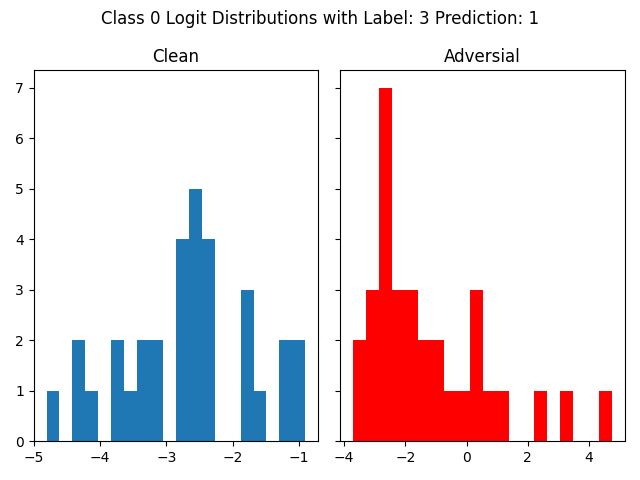 Class 0 Logit Distributions with Label: 3 Prediction: 1
Clean
Adversial
7
6
5
4
3
2
1
0
−5 −4 −3 −2 −1
−4 −2 0 2 4